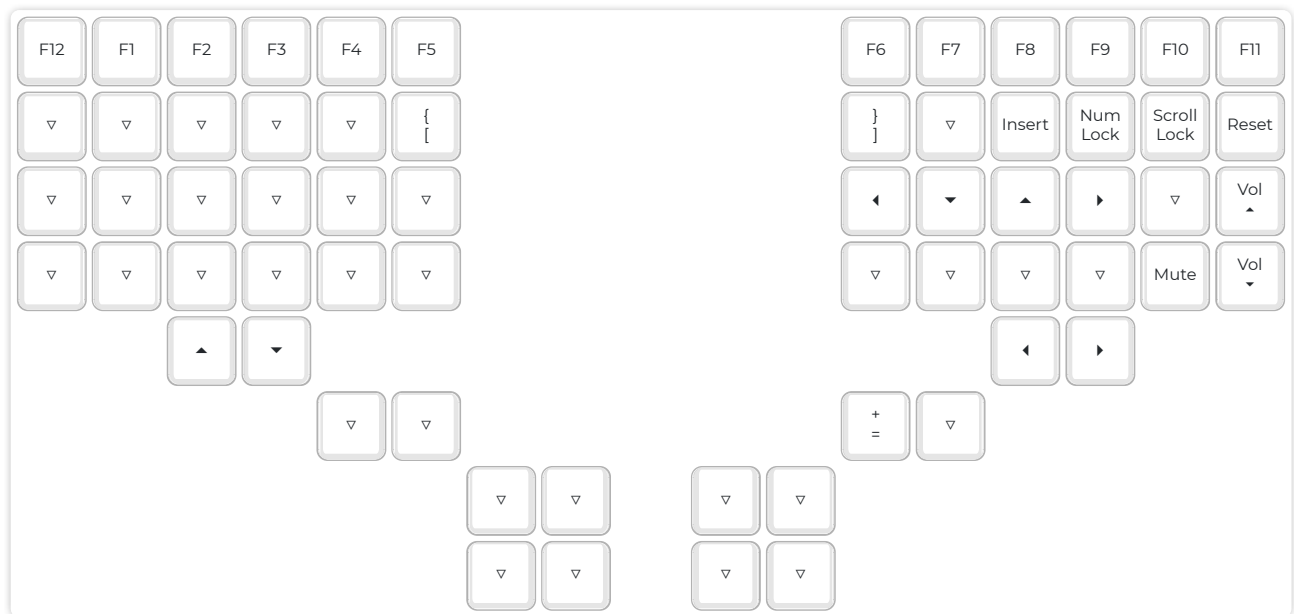 F12 F1 F2 F3 F4 F5 F6 F7 F8 F9 F10 F11
▽ ▽ ▽ ▽ ▽ { [ } ] ▽ Insert Num Lock Scroll Lock Reset
▽ ▽ ▽ ▽ ▽ ▽ ◂ ▾ ▴ ▸ ▽ Vol ▴
▽ ▽ ▽ ▽ ▽ ▽ ▽ ▽ ▽ ▽ Mute Vol ▾
▴ ▾ ◂ ▸
▽ ▽ + = ▽
▽ ▽ ▽ ▽
▽ ▽ ▽ ▽